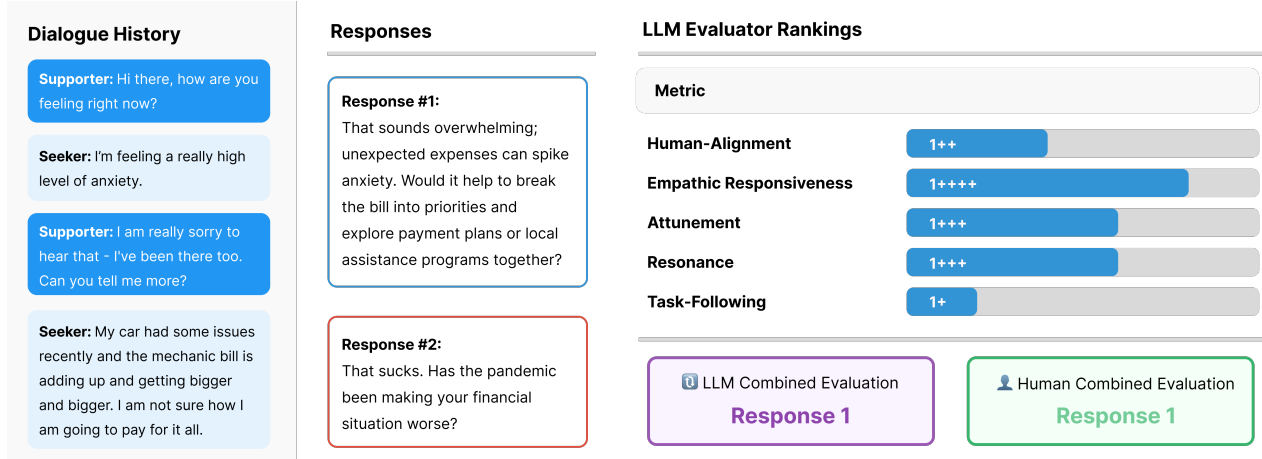 Dialogue History
Supporter: Hi there, how are you
feeling right now?
Seeker: I'm feeling a really high
level of anxiety.
Supporter: I am really sorry to
hear that - I've been there too.
Can you tell me more?
Seeker: My car had some issues
recently and the mechanic bill is
adding up and getting bigger
and bigger. I am not sure how I
am going to pay for it all.
Responses
Response #1:
That sounds overwhelming;
unexpected expenses can spike
anxiety. Would it help to break
the bill into priorities and
explore payment plans or local
assistance programs together?
Response #2:
That sucks. Has the pandemic
been making your financial
situation worse?
LLM Evaluator Rankings
Metric
Human-Alignment 1++
Empathic Responsiveness 1++++
Attunement 1+++
Resonance 1+++
Task-Following 1+
LLM Combined Evaluation
Response 1
Human Combined Evaluation
Response 1